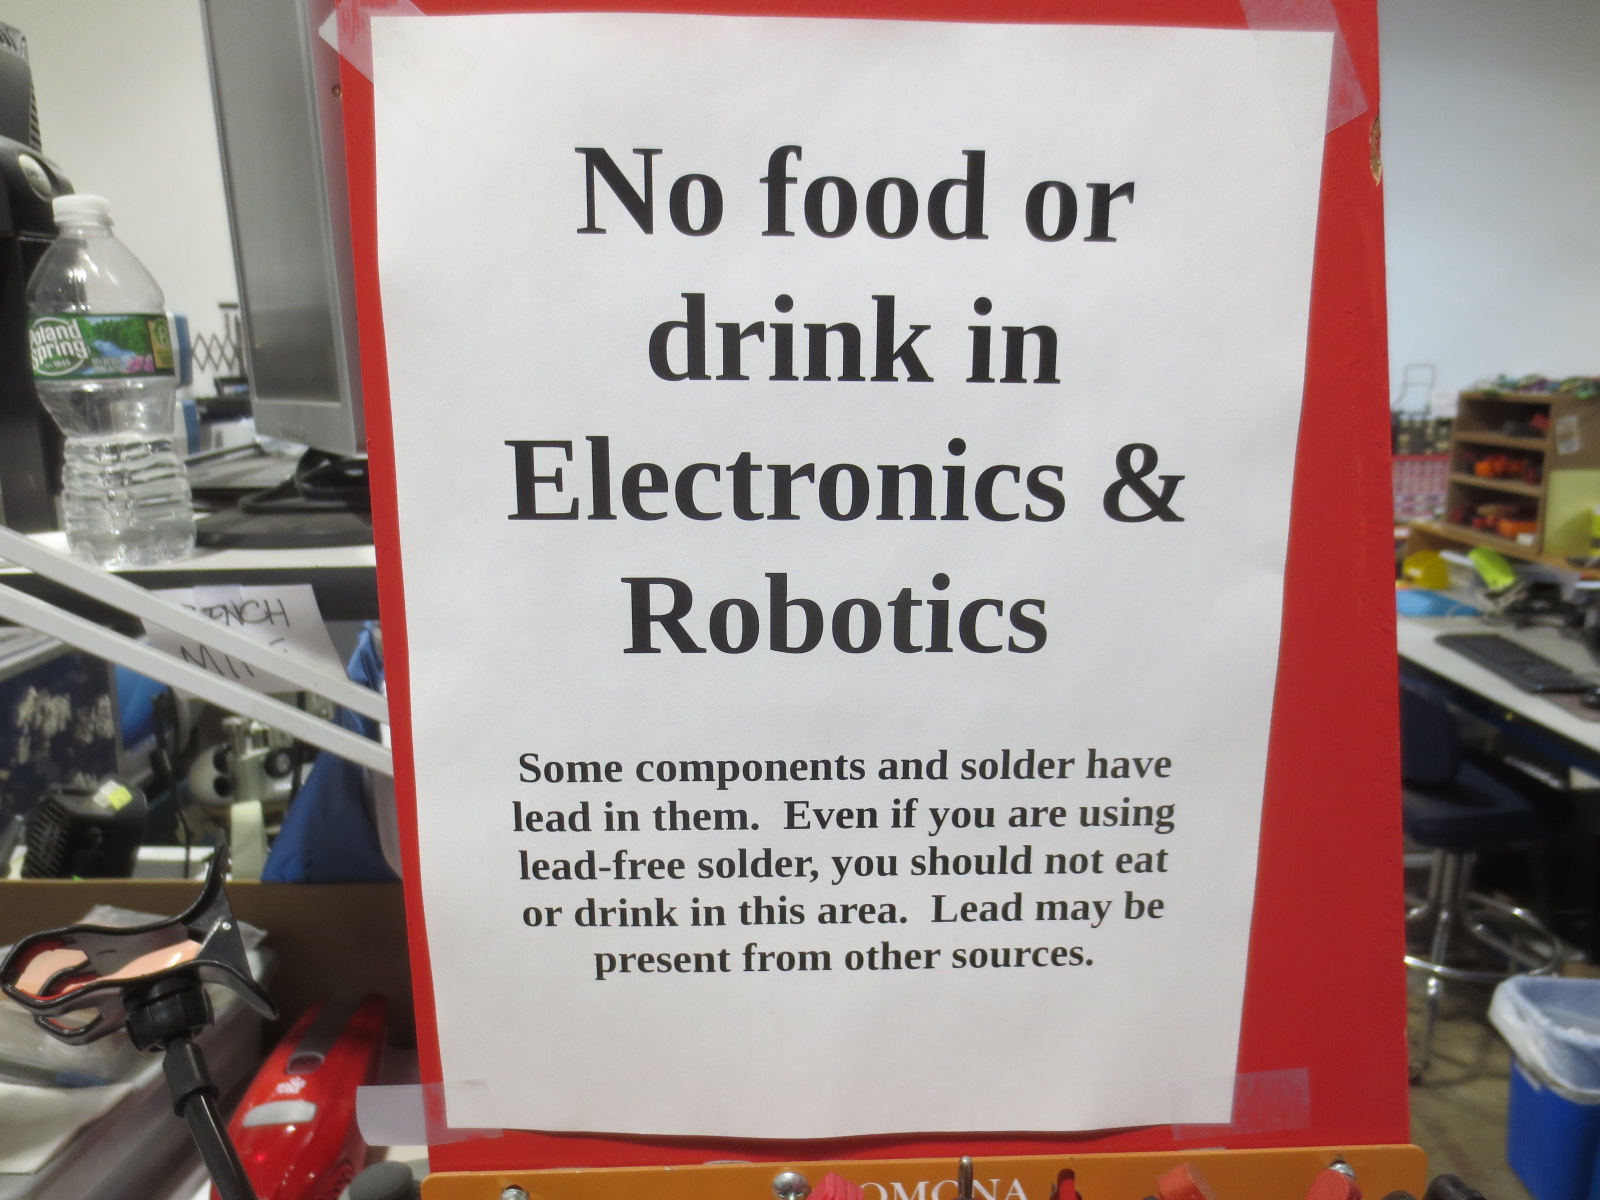 No food or
drink in
Electronics &
Robotics
Some components and solder have
lead in them.  Even if you are using
lead-free solder, you should not eat
or drink in this area.  Lead may be
present from other sources.
Poland
Spring